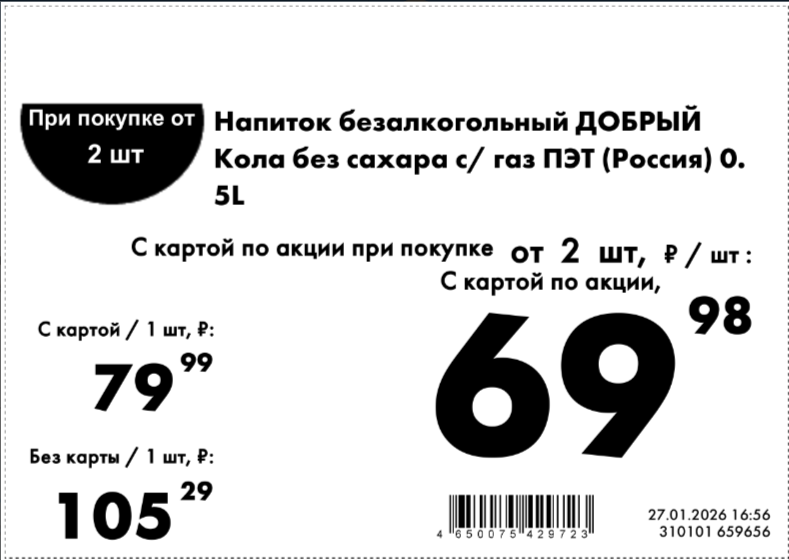 При покупке от
2 шт
Напиток безалкогольный ДОБРЫЙ
Кола без сахара с/ газ ПЭТ (Россия) 0.
5L
С картой по акции при покупке от 2 шт, ₽ / шт :
С картой по акции,
69 98
С картой / 1 шт, ₽:
79 99
Без карты / 1 шт, ₽:
105 29
4 650075 429723
27.01.2026 16:56
310101 659656